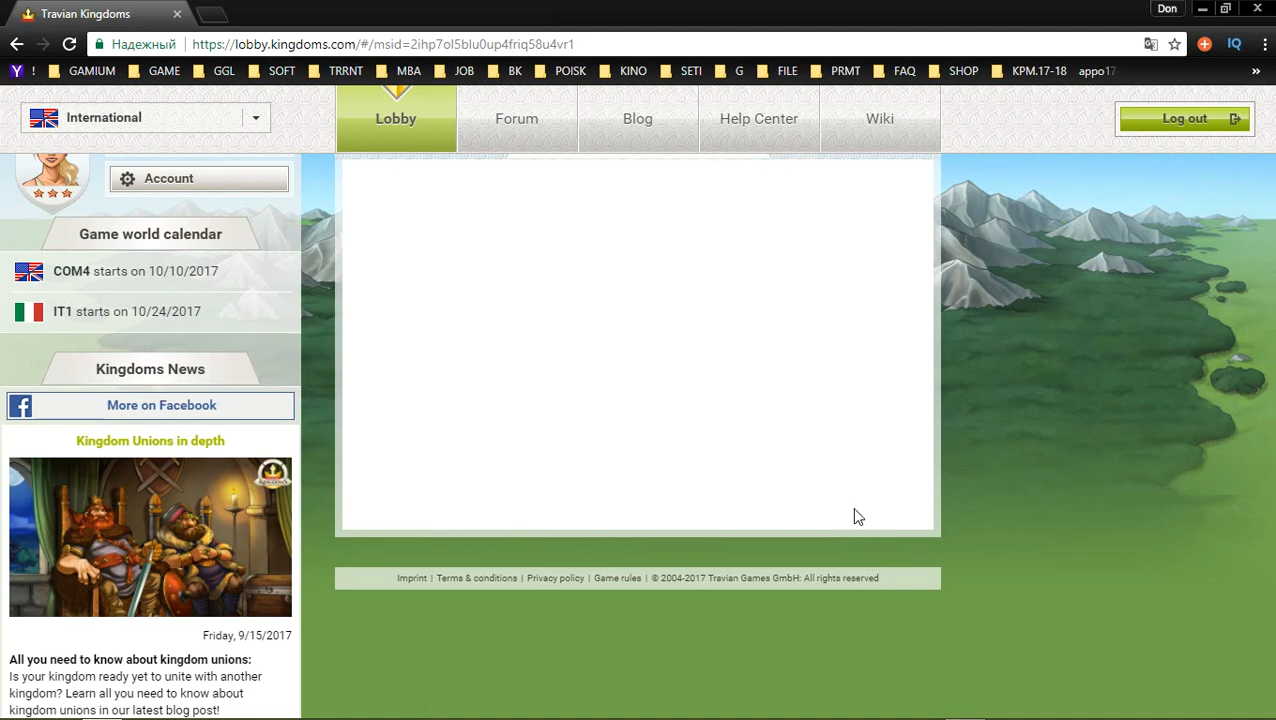 Travian Kingdoms
Don
Надежный
https://lobby.kingdoms.com/#/msid=2ihp7ol5blu0up4friq58u4vr1
IQ
Y !
GAMIUM
GAME
GGL
SOFT
TRRNT
MBA
JOB
BK
POISK
KINO
SETI
G
FILE
PRMT
FAQ
SHOP
KPM.17-18
appo17
»
International
Lobby
Forum
Blog
Help Center
Wiki
Log out
Account
Game world calendar
COM4 starts on 10/10/2017
IT1 starts on 10/24/2017
Kingdoms News
More on Facebook
Kingdom Unions in depth
Friday, 9/15/2017
All you need to know about kingdom unions:
Is your kingdom ready yet to unite with another
kingdom? Learn all you need to know about
kingdom unions in our latest blog post!
Imprint | Terms & conditions | Privacy policy | Game rules | © 2004-2017 Travian Games GmbH: All rights reserved